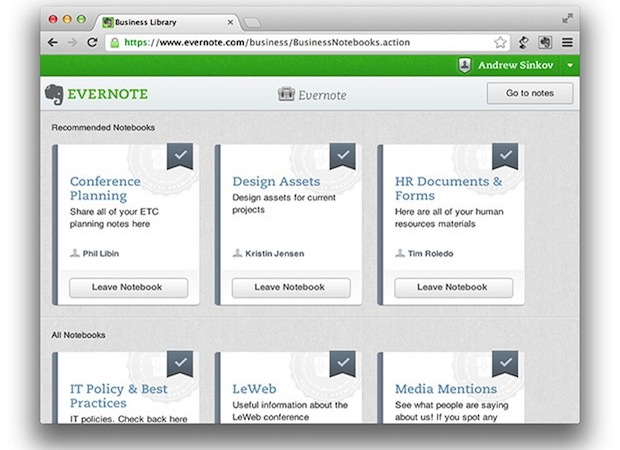 Business Library
https://www.evernote.com/business/BusinessNotebooks.action
Andrew Sinkov
EVERNOTE
Evernote
Go to notes
Recommended Notebooks
Conference
Planning
Share all of your ETC
planning notes here
Phil Libin
Leave Notebook
Design Assets
Design assets for current
projects
Kristin Jensen
Leave Notebook
HR Documents &
Forms
Here are all of your human
resources materials
Tim Roledo
Leave Notebook
All Notebooks
IT Policy & Best
Practices
IT policies. Check back here
LeWeb
Useful information about the
LeWeb conference
Media Mentions
See what people are saying
about us! If you spot any